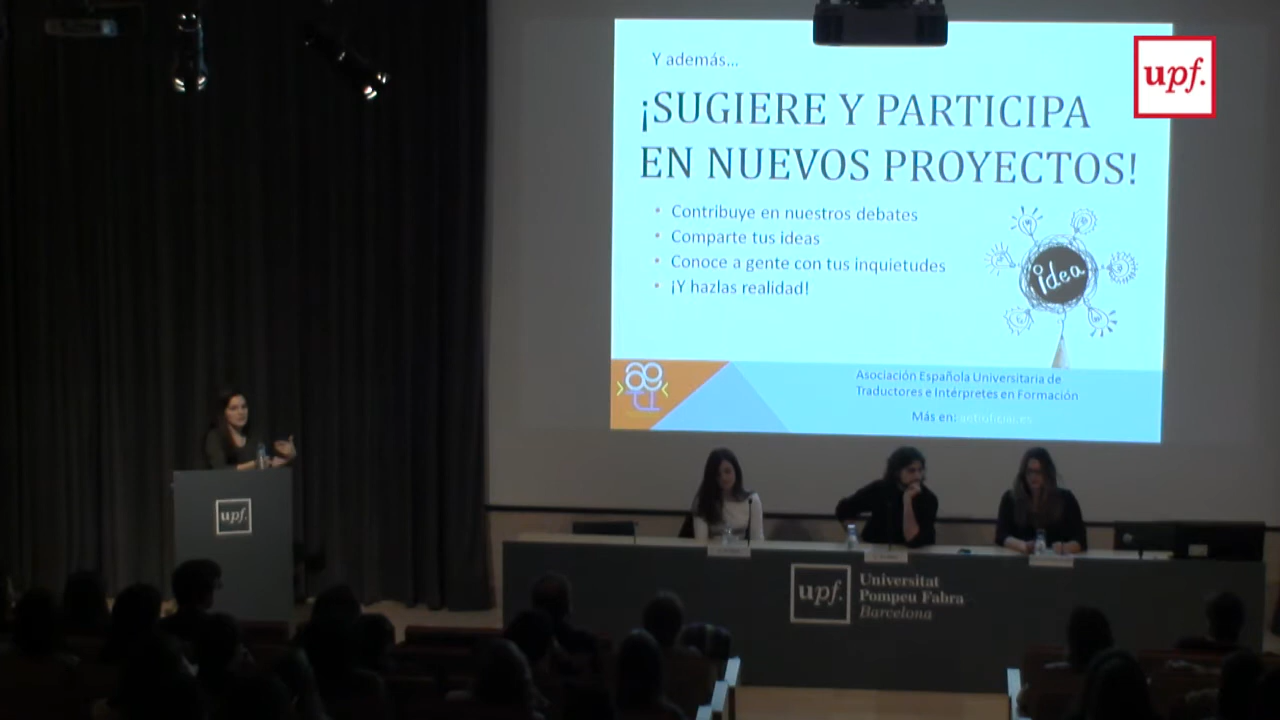 Y además...
¡SUGIERE Y PARTICIPA
EN NUEVOS PROYECTOS!
• Contribuye en nuestros debates
• Comparte tus ideas
• Conoce a gente con tus inquietudes
• ¡Y hazlas realidad!
idea
ae
ti
Asociación Española Universitaria de
Traductores e Intérpretes en Formación
Más en:
upf.
upf.
upf.
Universitat
Pompeu Fabra
Barcelona